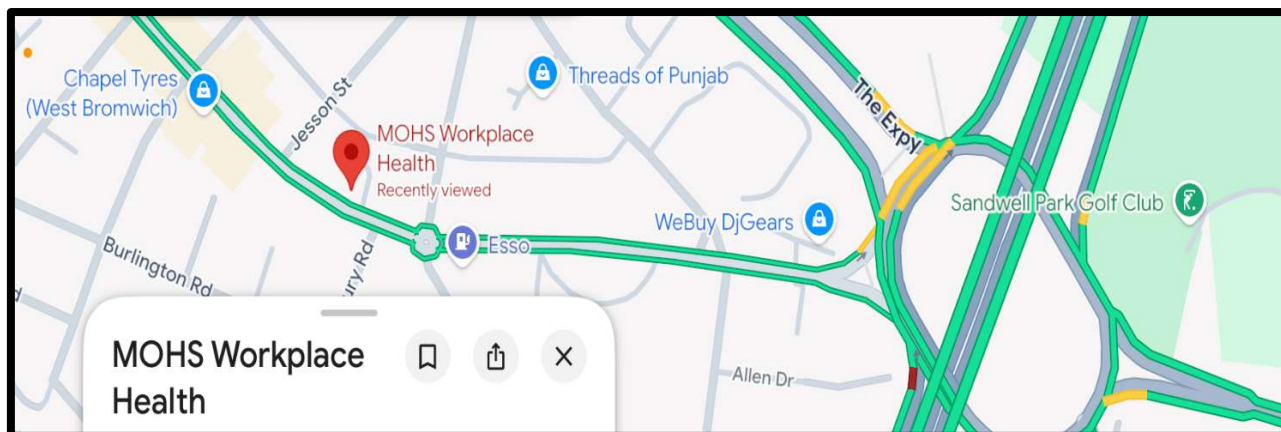 Chapel Tyres
(West Bromwich)
Jesson St
MOHS Workplace
Health
Recently viewed
Threads of Punjab
The Expy
Sandwell Park Golf Club
WeBuy DjGears
Esso
Burlington Rd
Allen Dr
MOHS Workplace
Health